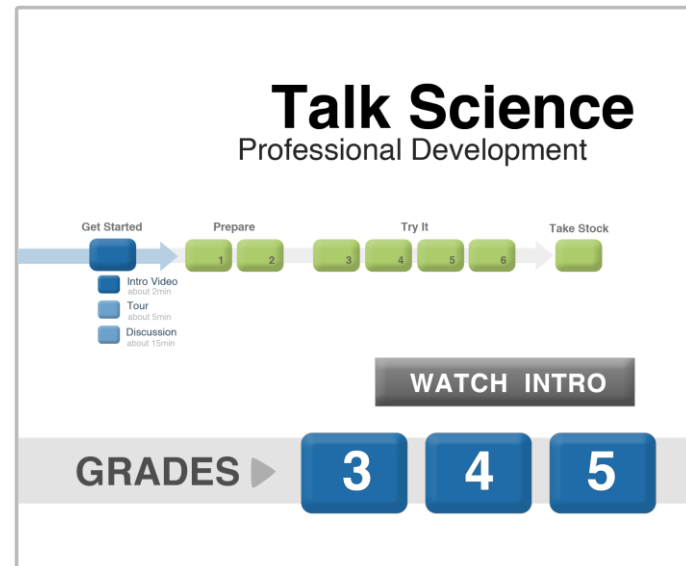 Talk Science
Professional Development
Get Started Prepare Try It Take Stock
1 2 3 4 5 6
Intro Video
about 2min
Tour
about 5min
Discussion
about 15min
WATCH INTRO
GRADES 3 4 5